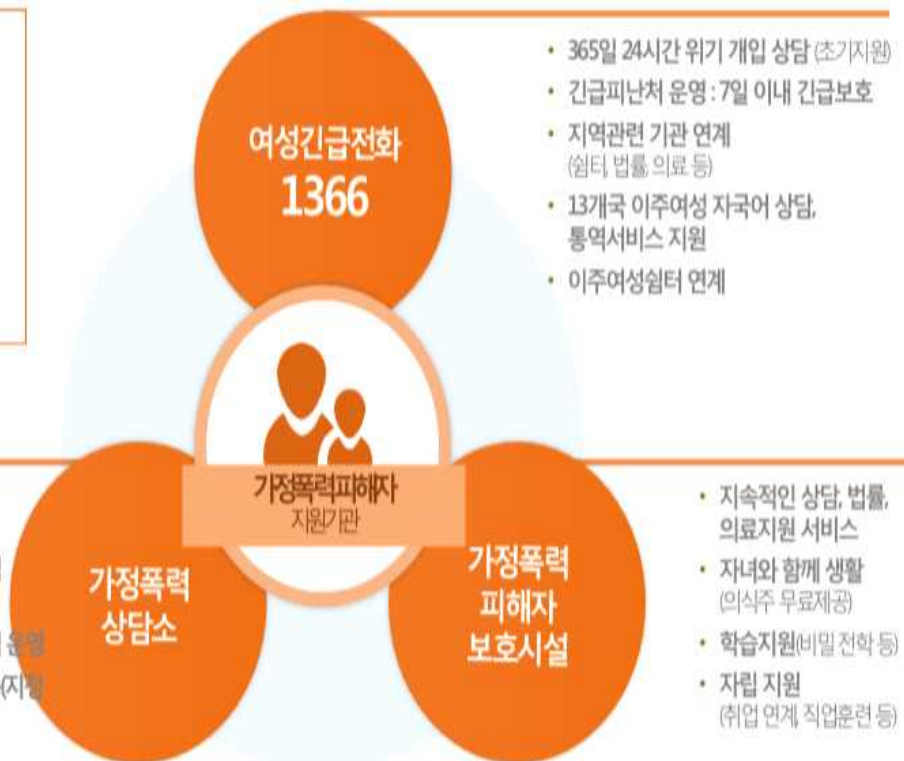 여성긴급전화
1366
• 365일 24시간 위기 개입 상담 (초기지원)
• 긴급피난처 운영 : 7일 이내 긴급보호
• 지역관련 기관 연계
(쉼터, 법률, 의료 등)
• 13개국 이주여성 자국어 상담,
통역서비스 지원
• 이주여성쉼터 연계
가정폭력피해자
지원기관
가정폭력
상담소
운영
(지정
가정폭력
피해자
보호시설
• 지속적인 상담, 법률,
의료지원 서비스
• 자녀와 함께 생활
(의식주 무료제공)
• 학습지원(비밀 전학 등)
• 자립 지원
(취업 연계, 직업훈련 등)